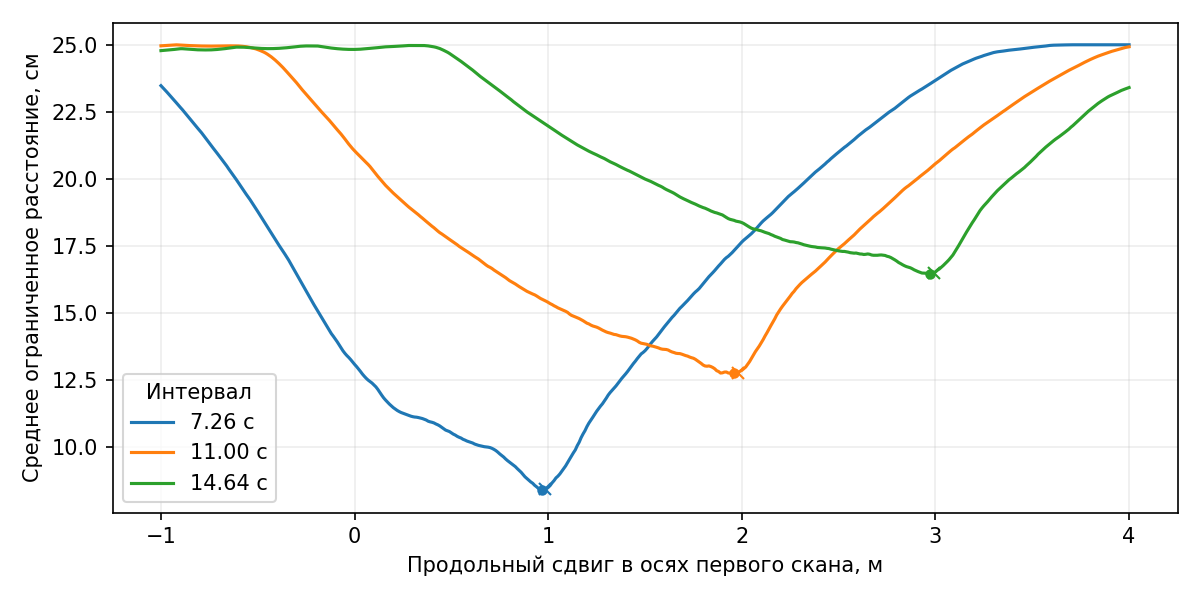 Среднее ограниченное расстояние, см
25.0
22.5
20.0
17.5
15.0
12.5
10.0
Интервал
7.26 с
11.00 с
14.64 с
−1 0 1 2 3 4
Продольный сдвиг в осях первого скана, м